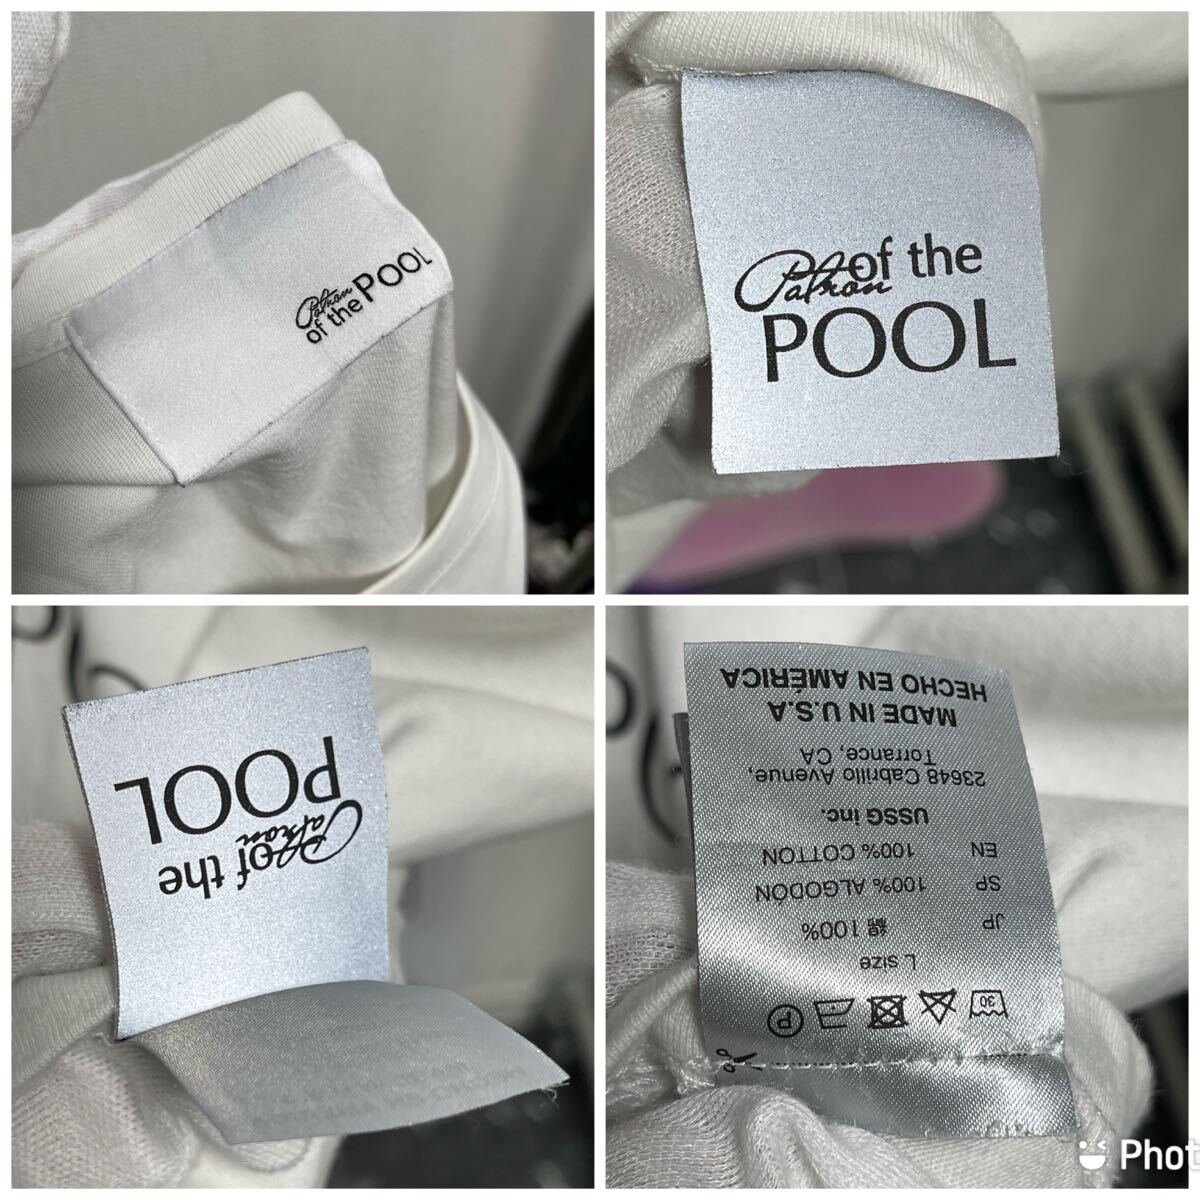 Patron
of the POOL
Patron of the
POOL
Patron of the
POOL
MADE IN U.S.A
HECHO EN AMÉRICA
23648 Cabrillo Avenue,
Torrance, CA
USSG inc.
EN 100% COTTON
SP 100% ALGODÓN
JP 綿 100%
L size
30
P
Phot